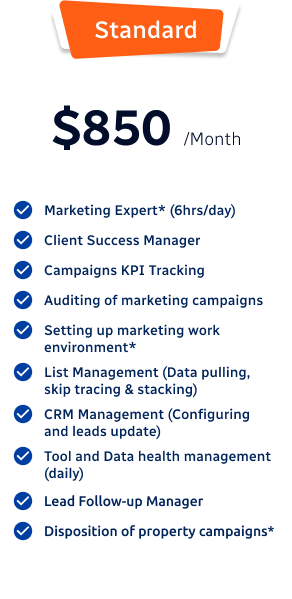 Standard
$850 /Month
Marketing Expert* (6hrs/day)
Client Success Manager
Campaigns KPI Tracking
Auditing of marketing campaigns
Setting up marketing work
environment*
List Management (Data pulling,
skip tracing & stacking)
CRM Management (Configuring
and leads update)
Tool and Data health management
(daily)
Lead Follow-up Manager
Disposition of property campaigns*